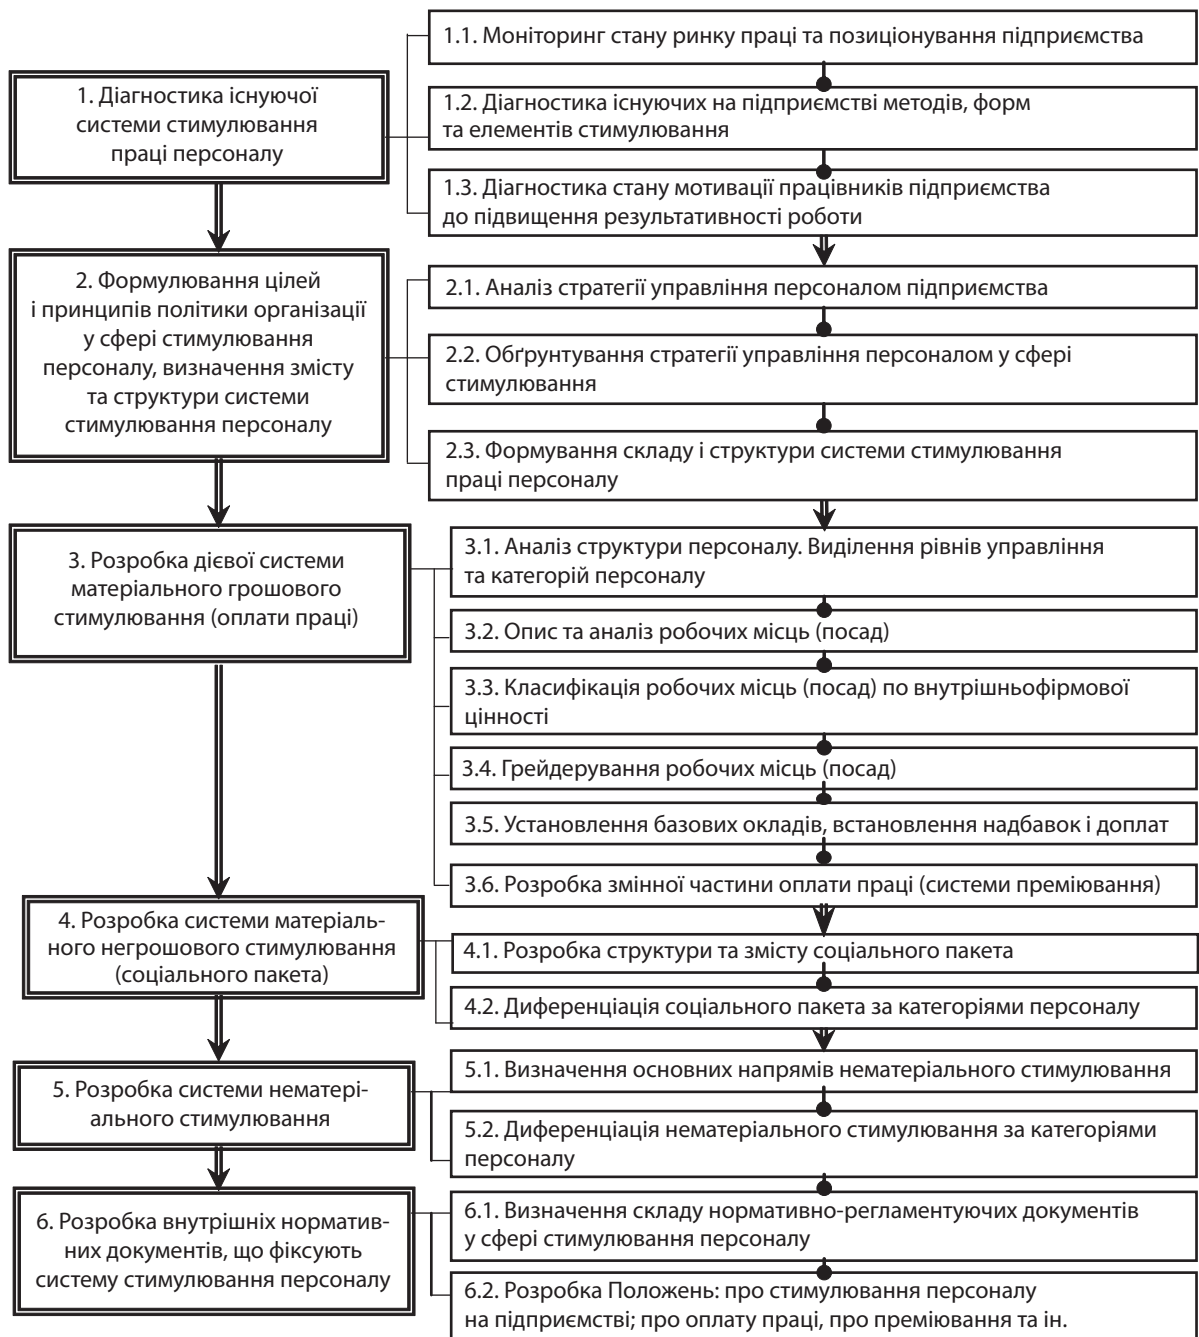 1. Діагностика існуючої
системи стимулювання
праці персоналу
1.1. Моніторинг стану ринку праці та позиціонування підприємства
1.2. Діагностика існуючих на підприємстві методів, форм
та елементів стимулювання
1.3. Діагностика стану мотивації працівників підприємства
до підвищення результативності роботи
2. Формулювання цілей
і принципів політики організації
у сфері стимулювання
персоналу, визначення змісту
та структури системи
стимулювання персоналу
2.1. Аналіз стратегії управління персоналом підприємства
2.2. Обґрунтування стратегії управління персоналом у сфері
стимулювання
2.3. Формування складу і структури системи стимулювання
праці персоналу
3. Розробка дієвої системи
матеріального грошового
стимулювання (оплати праці)
3.1. Аналіз структури персоналу. Виділення рівнів управління
та категорій персоналу
3.2. Опис та аналіз робочих місць (посад)
3.3. Класифікація робочих місць (посад) по внутрішньофірмової
цінності
3.4. Грейдерування робочих місць (посад)
3.5. Установлення базових окладів, встановлення надбавок і доплат
3.6. Розробка змінної частини оплати праці (системи преміювання)
4. Розробка системи матеріаль-
ного негрошового стимулювання
(соціального пакета)
4.1. Розробка структури та змісту соціального пакета
4.2. Диференціація соціального пакета за категоріями персоналу
5. Розробка системи нематері-
ального стимулювання
5.1. Визначення основних напрямів нематеріального стимулювання
5.2. Диференціація нематеріального стимулювання за категоріями
персоналу
6. Розробка внутрішніх норматив-
них документів, що фіксують
систему стимулювання персоналу
6.1. Визначення складу нормативно-регламентуючих документів
у сфері стимулювання персоналу
6.2. Розробка Положень: про стимулювання персоналу
на підприємстві; про оплату праці, про преміювання та ін.